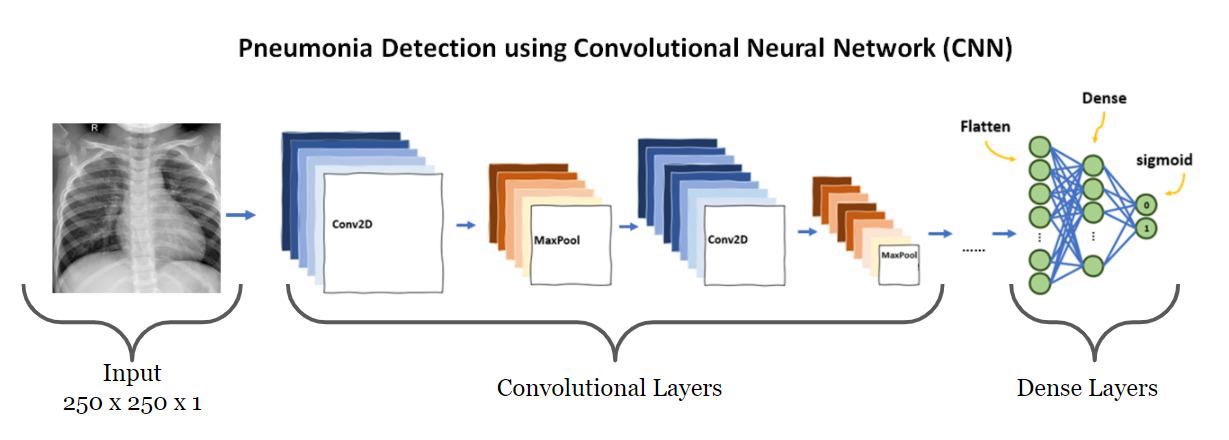 Pneumonia Detection using Convolutional Neural Network (CNN)
R
Conv2D
MaxPool
Conv2D
MaxPool
......
Flatten
Dense
sigmoid
0
1
Input
250 x 250 x 1
Convolutional Layers
Dense Layers